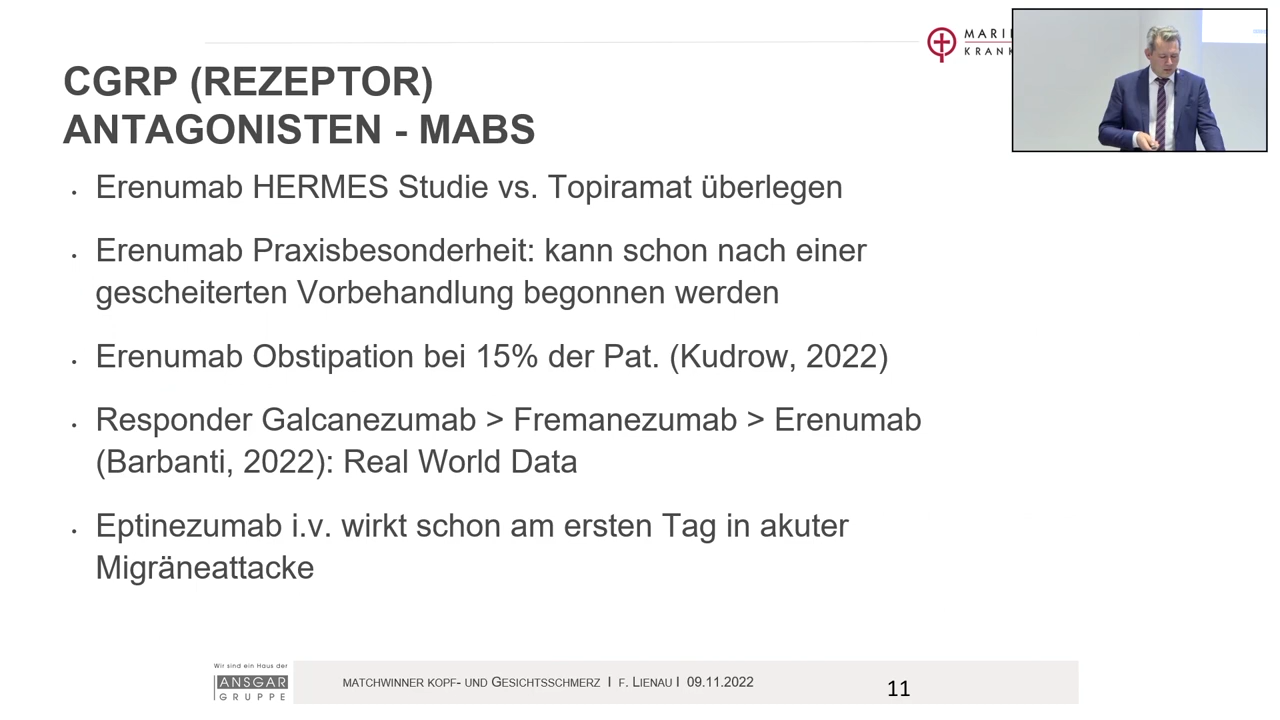 MARI
KRANK
CGRP (REZEPTOR)
ANTAGONISTEN - MABS
• Erenumab HERMES Studie vs. Topiramat überlegen
• Erenumab Praxisbesonderheit: kann schon nach einer
gescheiterten Vorbehandlung begonnen werden
• Erenumab Obstipation bei 15% der Pat. (Kudrow, 2022)
• Responder Galcanezumab > Fremanezumab > Erenumab
(Barbanti, 2022): Real World Data
• Eptinezumab i.v. wirkt schon am ersten Tag in akuter
Migräneattacke
Wir sind ein Haus der
ANSGAR
GRUPPE
MATCHWINNER KOPF- UND GESICHTSSCHMERZ I F. LIENAU I 09.11.2022
11